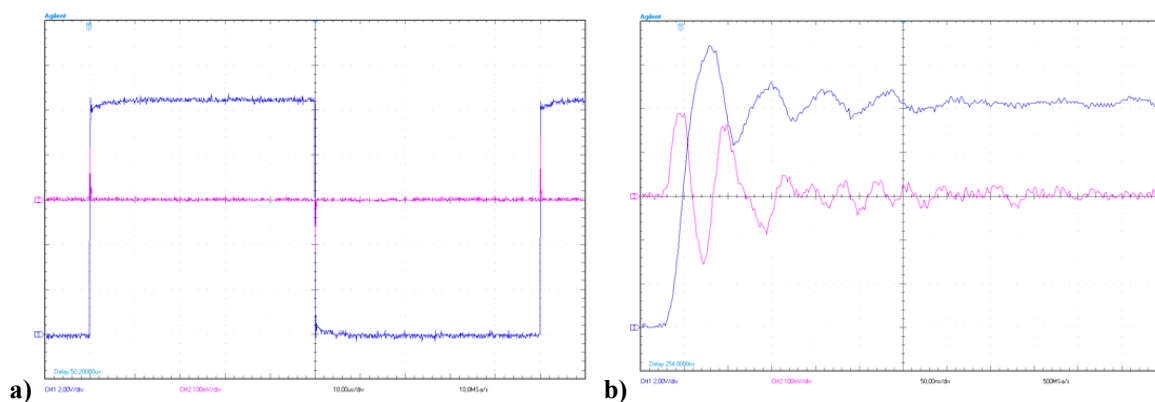 Agilent
Delay 50.20000us
CH1 2.00V/div CH2 100mV/div 10.00us/div 10.0MSa/s
a)
Agilent
Delay 254.0000ns
CH1 2.00V/div CH2 100mV/div 50.00ns/div 500MSa/s
b)